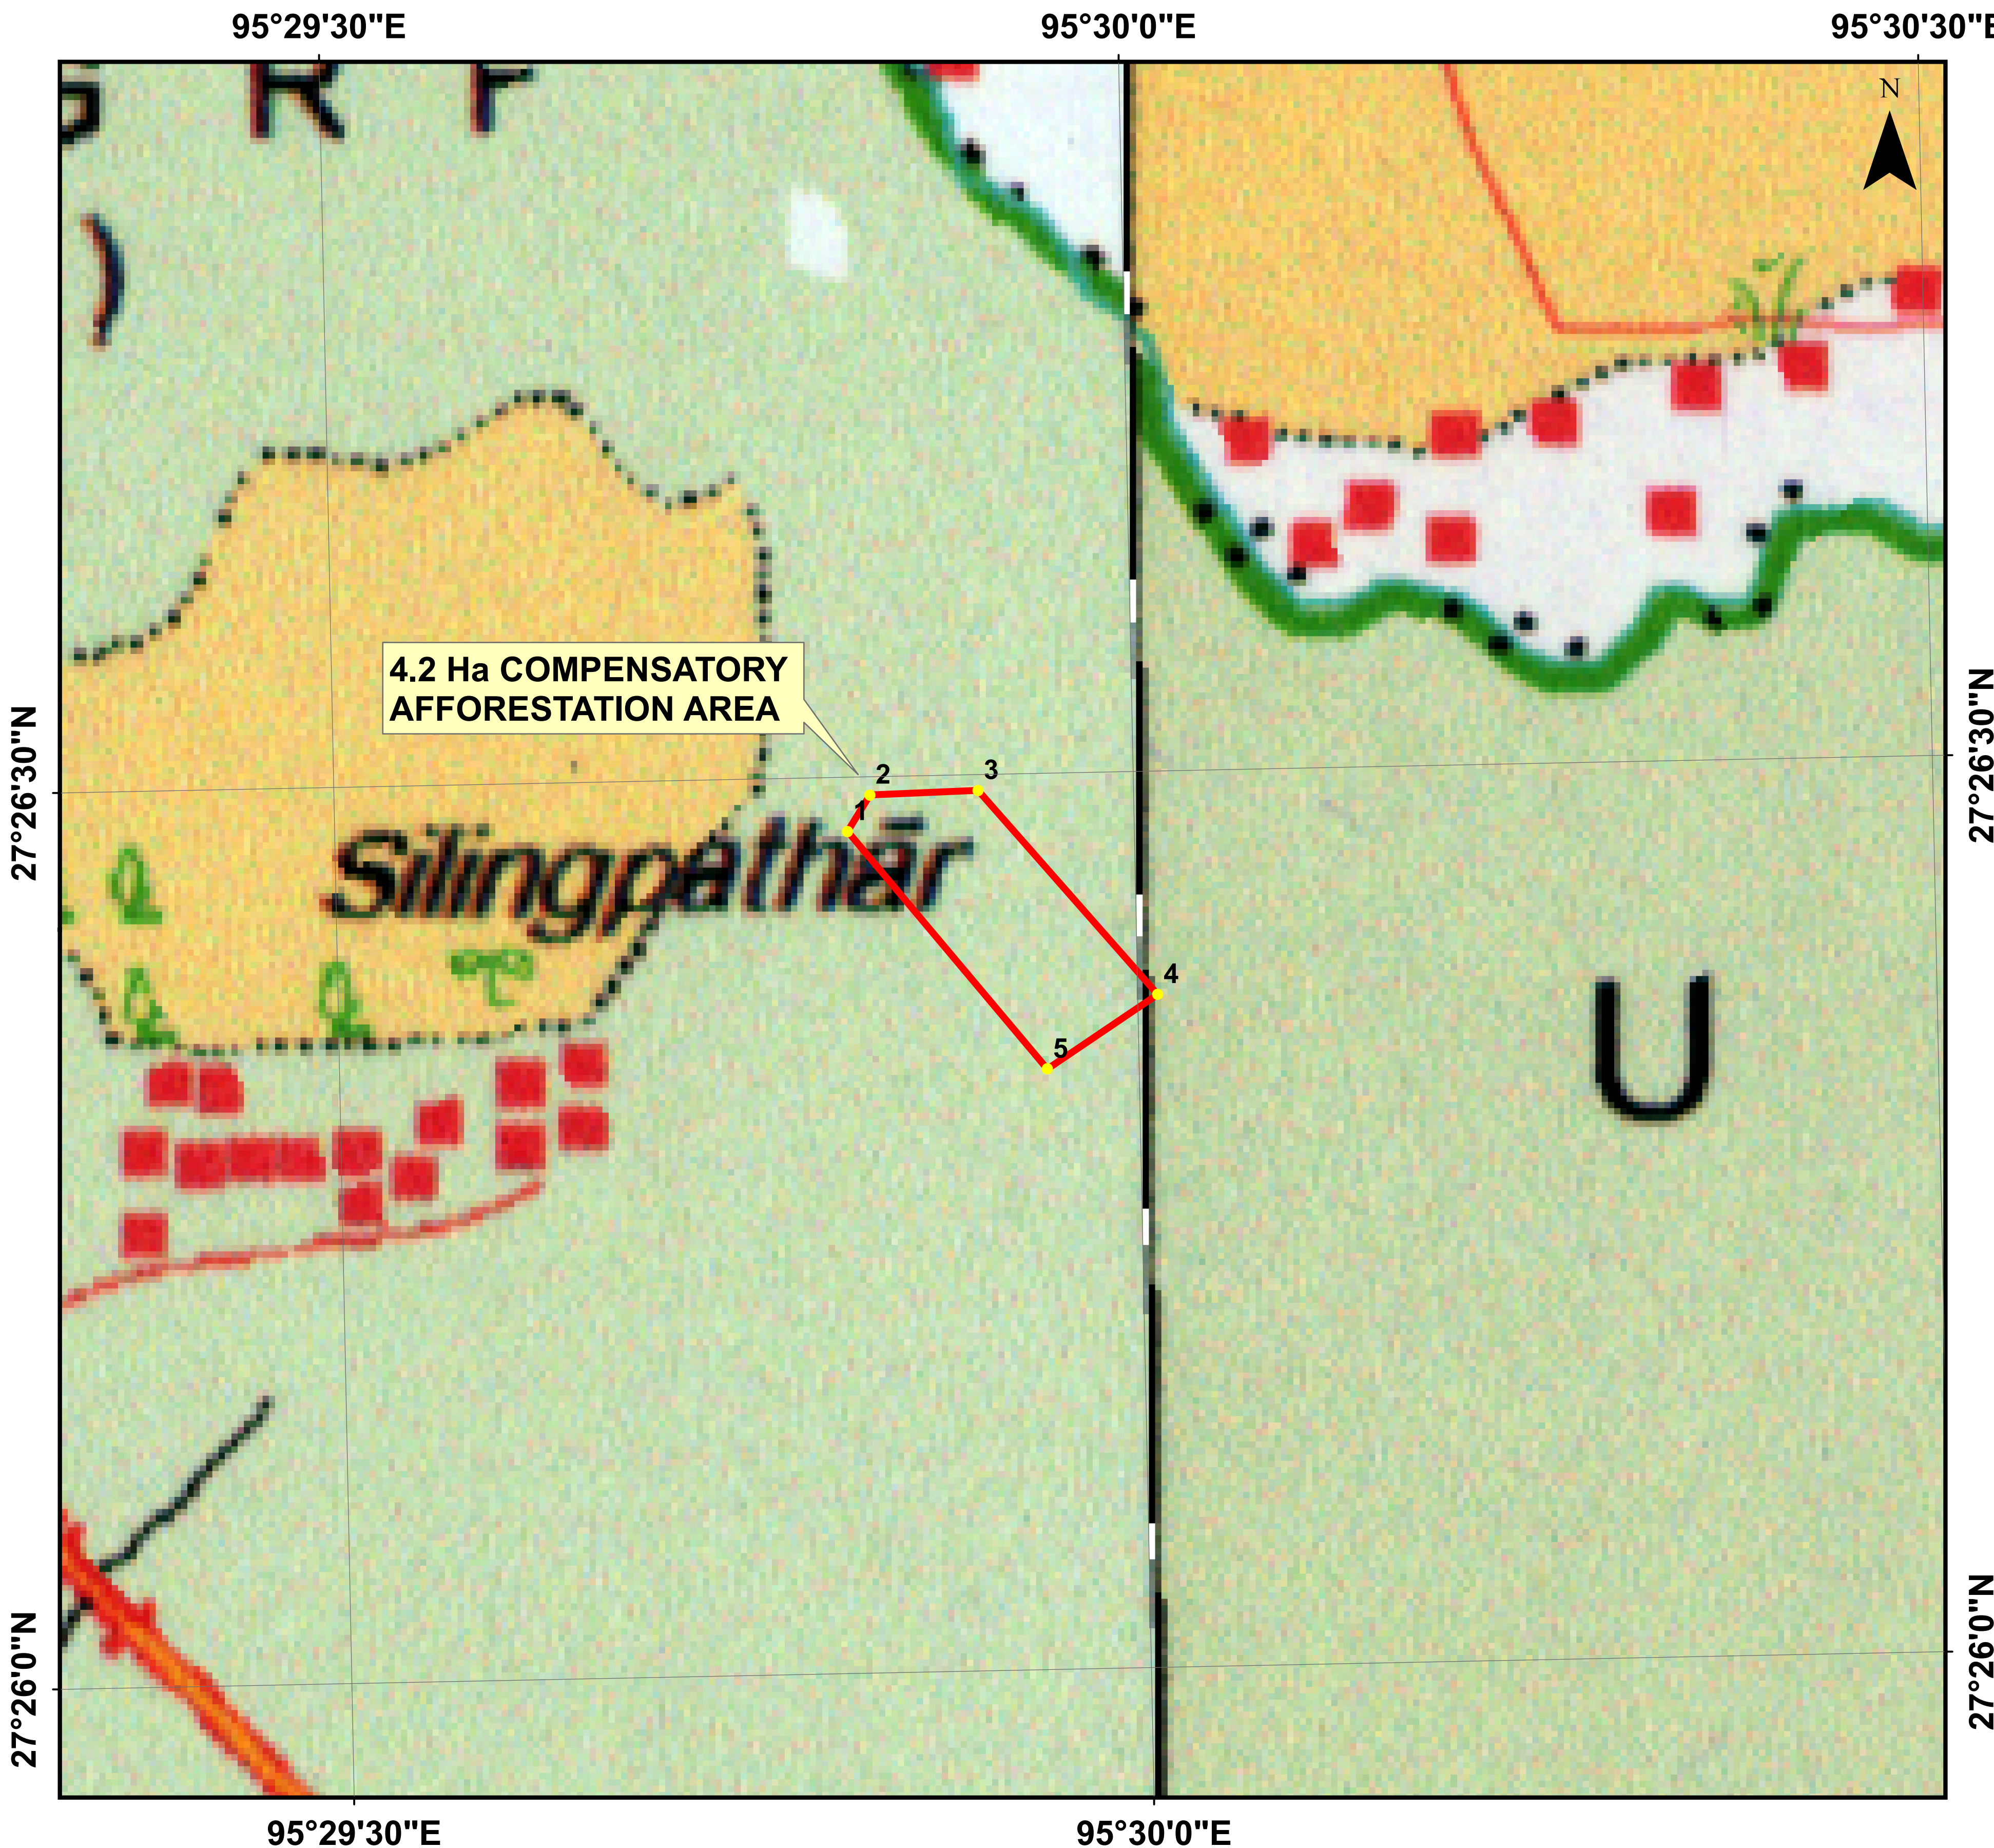 95°29'30"E 95°30'0"E 95°30'30"E
R F
N
)
4.2 Ha COMPENSATORY
AFFORESTATION AREA
27°26'30"N
27°26'30"N
2 3
1
Silingpathār
4
U
5
27°26'0"N
27°26'0"N
95°29'30"E 95°30'0"E